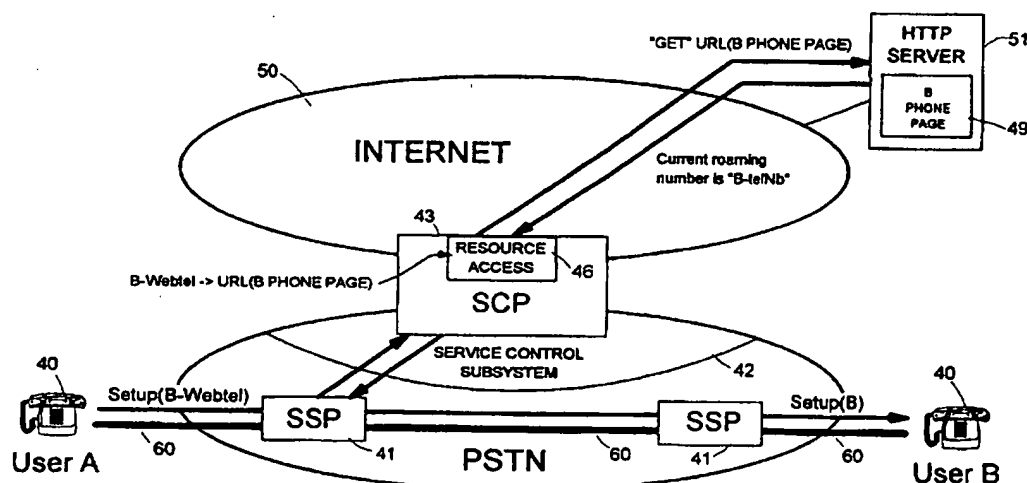 "GET" URL(B PHONE PAGE)
HTTP
SERVER
51
50
B
PHONE
PAGE
49
INTERNET
Current roaming
number is "B-telNb"
43
RESOURCE
ACCESS
46
B-Webtel -> URL(B PHONE PAGE)
SCP
SERVICE CONTROL
SUBSYSTEM
42
40
Setup(B-Webtel)
SSP
SSP
Setup(B)
40
60
41
60
41
60
User A
PSTN
User B